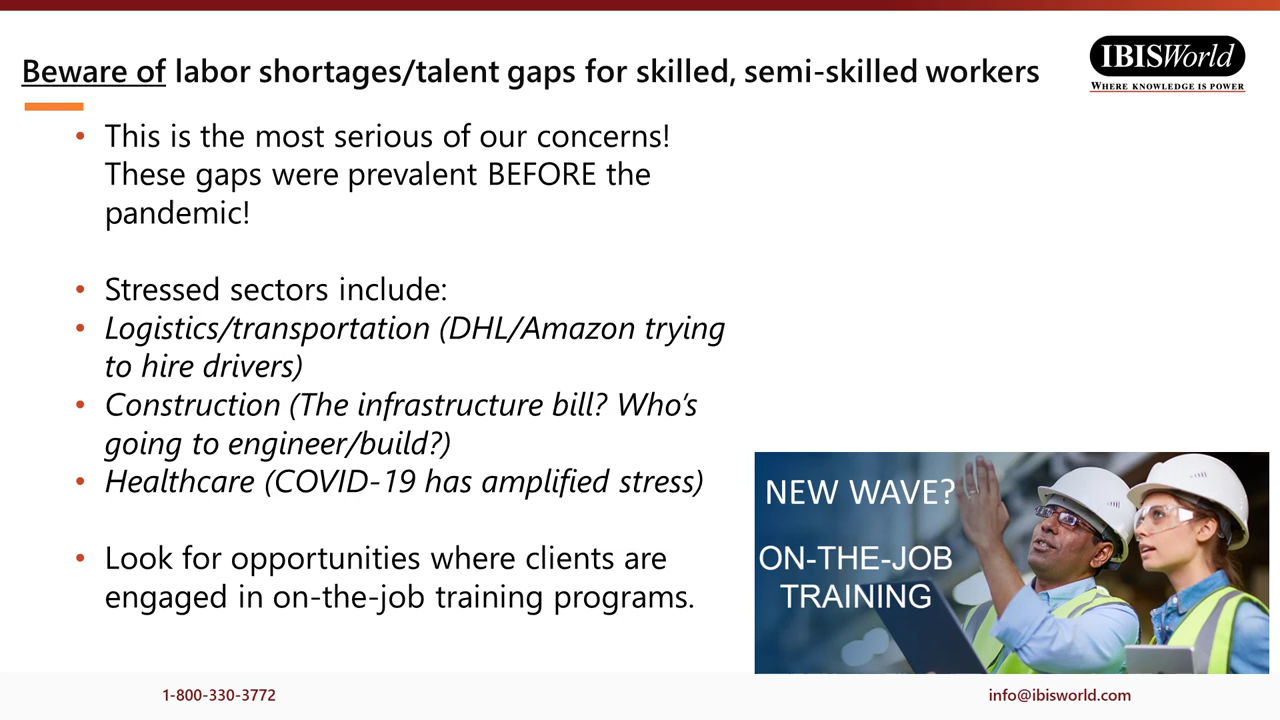 Beware of labor shortages/talent gaps for skilled, semi-skilled workers
IBISWorld
WHERE KNOWLEDGE IS POWER
• This is the most serious of our concerns!
These gaps were prevalent BEFORE the
pandemic!
• Stressed sectors include:
• Logistics/transportation (DHL/Amazon trying
to hire drivers)
• Construction (The infrastructure bill? Who's
going to engineer/build?)
• Healthcare (COVID-19 has amplified stress)
• Look for opportunities where clients are
engaged in on-the-job training programs.
NEW WAVE?
ON-THE-JOB
TRAINING
1-800-330-3772
info@ibisworld.com